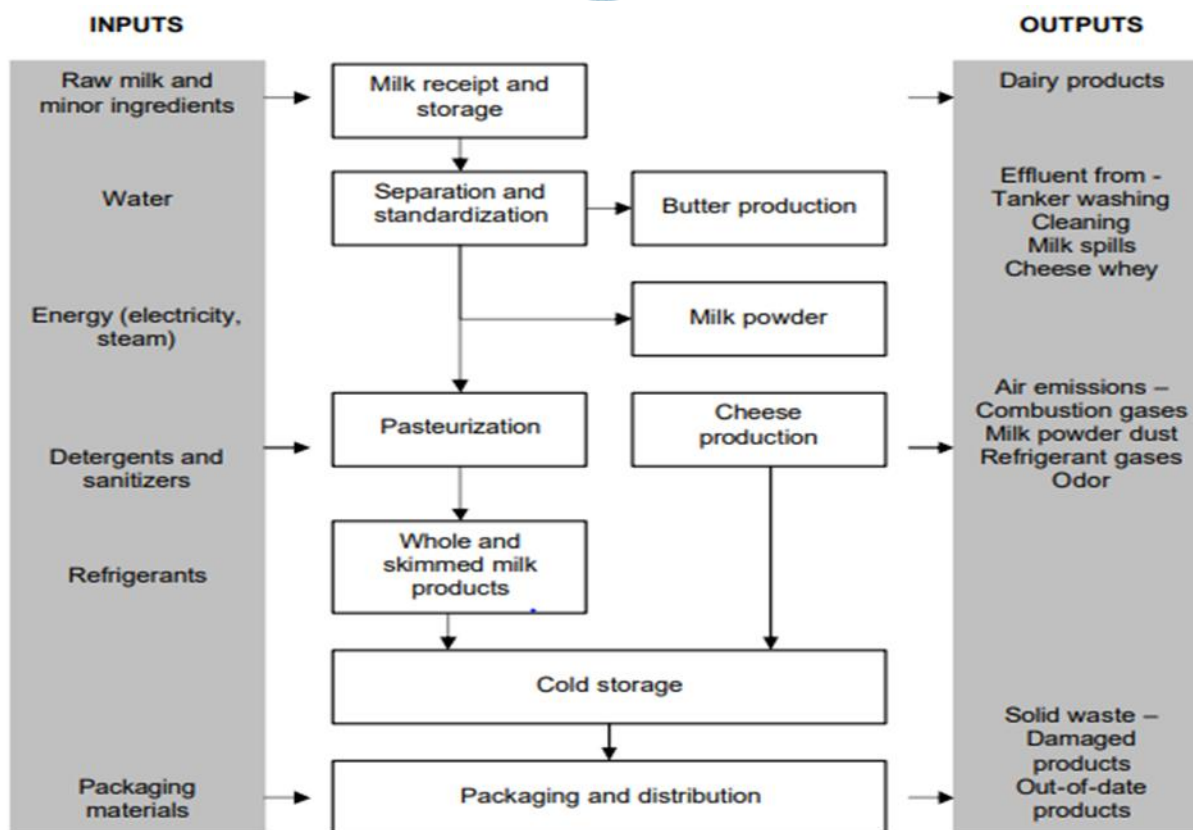 INPUTS
OUTPUTS
Raw milk and
minor ingredients
Milk receipt and
storage
Dairy products
Water
Separation and
standardization
Butter production
Effluent from -
Tanker washing
Cleaning
Milk spills
Cheese whey
Energy (electricity,
steam)
Milk powder
Detergents and
sanitizers
Pasteurization
Cheese
production
Air emissions –
Combustion gases
Milk powder dust
Refrigerant gases
Odor
Refrigerants
Whole and
skimmed milk
products
Cold storage
Solid waste –
Damaged
products
Out-of-date
products
Packaging
materials
Packaging and distribution